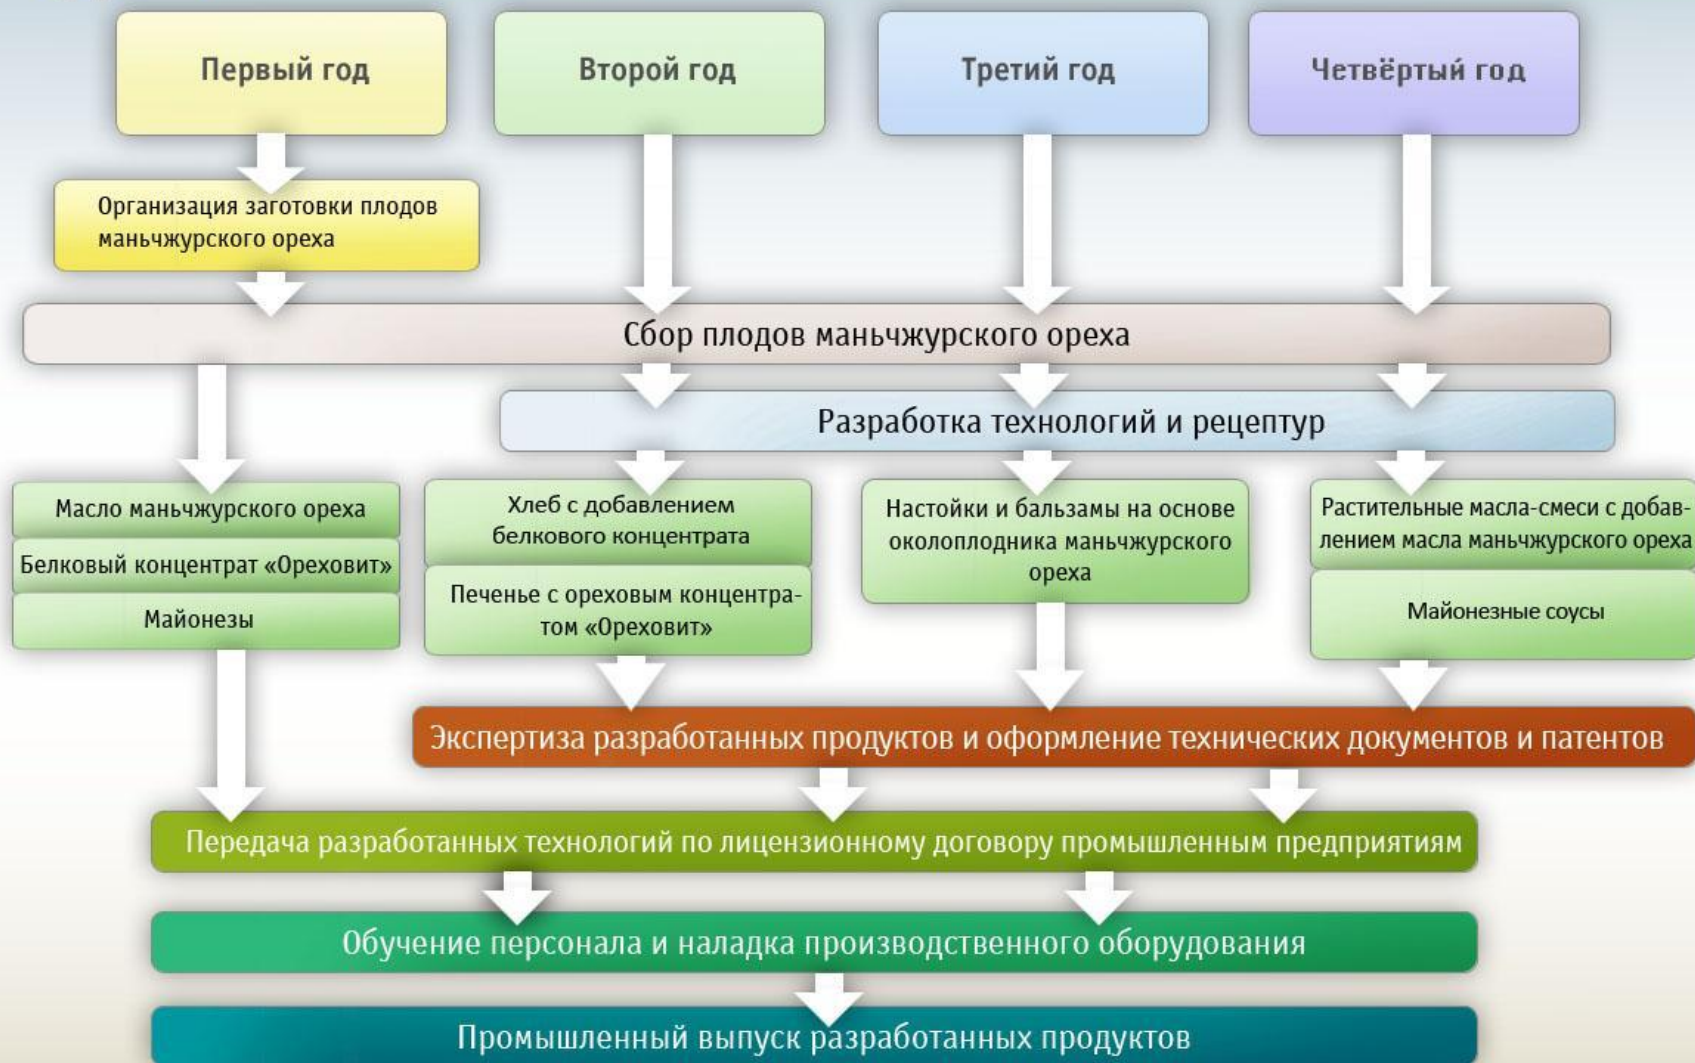 Первый год
Второй год
Третий год
Четвёртый год
Организация заготовки плодов
маньчжурского ореха
Сбор плодов маньчжурского ореха
Разработка технологий и рецептур
Масло маньчжурского ореха
Белковый концентрат «Ореховит»
Майонезы
Хлеб с добавлением
белкового концентрата
Печенье с ореховым концентра-
том «Ореховит»
Настойки и бальзамы на основе
околоплодника маньчжурского
ореха
Растительные масла-смеси с добав-
лением масла маньчжурского ореха
Майонезные соусы
Экспертиза разработанных продуктов и оформление технических документов и патентов
Передача разработанных технологий по лицензионному договору промышленным предприятиям
Обучение персонала и наладка производственного оборудования
Промышленный выпуск разработанных продуктов